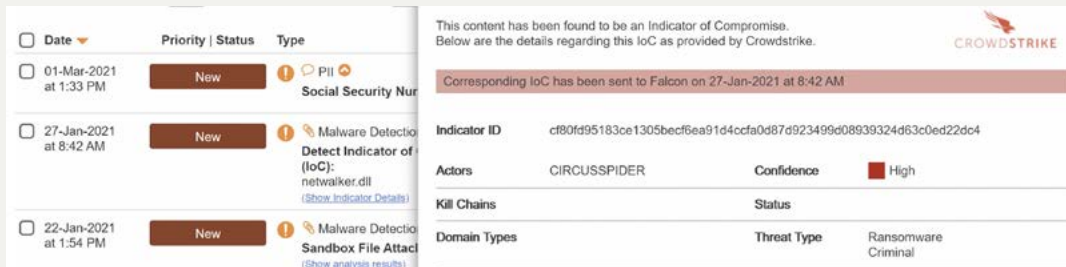 Date
Priority | Status
Type
01-Mar-2021
at 1:33 PM
New
PII
Social Security
27-Jan-2021
at 8:42 AM
New
Malware
Detect Indicator of
(IoC):
netwalker.dll
(Show Indicator Details)
22-Jan-2021
at 1:54 PM
New
Malware
Sandbox File
(Show analysis results)
This content has been found to be an Indicator of Compromise.
Below are the details regarding this IoC as provided by Crowdstrike.
CROWDSTRIKE
Corresponding IoC has been sent to Falcon on 27-Jan-2021 at 8:42 AM
Indicator ID
cf80fd95183ce1305becf6ea91d4ccfa0d87d923499d08939324d63c0ed22dc4
Actors
CIRCUSSPIDER
Confidence
High
Kill Chains
Status
Domain Types
Threat Type
Ransomware
Criminal